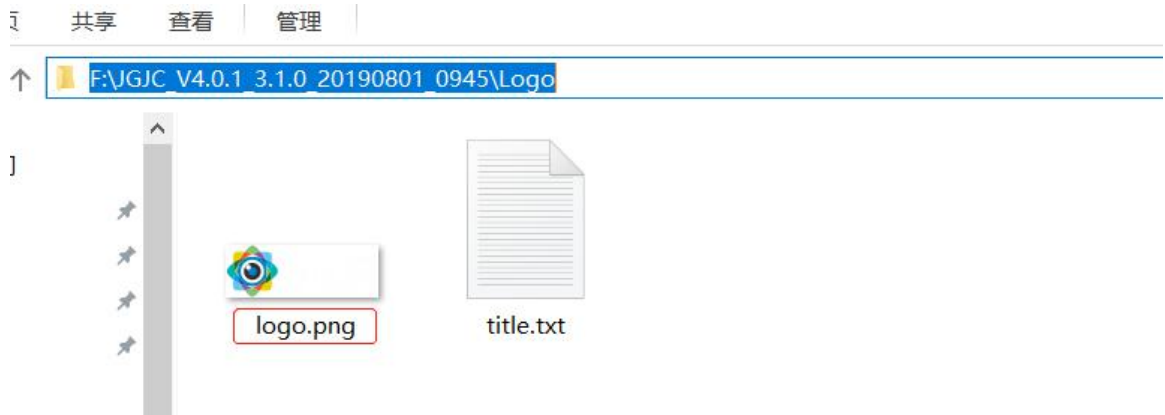 共享 查看 管理
F:\JGJC_V4.0.1_3.1.0_20190801_0945\Logo
logo.png title.txt